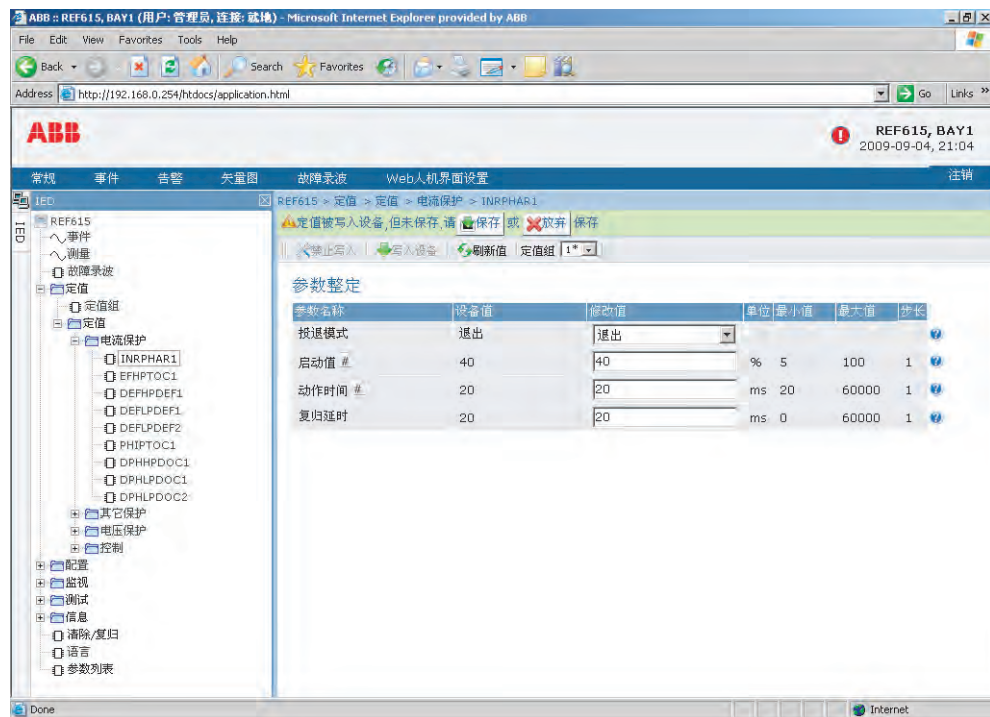 ABB :: REF615, BAY1 (用户: 管理员, 连接: 就地) - Microsoft Internet Explorer provided by ABB
File Edit View Favorites Tools Help
Back Search Favorites
Address http://192.168.0.254/htdocs/application.html Go Links »
ABB
REF615, BAY1
2009-09-04, 21:04
常规 事件 告警 矢量图 故障录波 Web人机界面设置 注销
IED
IED
REF615
事件
测量
故障录波
定值
定值组
定值
电流保护
INRPHAR1
EFHPTOC1
DEFHPDEF1
DEFLPDEF1
DEFLPDEF2
PHIPTOC1
DPHHPDOC1
DPHLPDOC1
DPHLPDOC2
其它保护
电压保护
控制
配置
监视
测试
信息
清除/复归
语言
参数列表
REF615 > 定值 > 定值 > 电流保护 > INRPHAR1
定值被写入设备,但未保存,请 保存 或 放弃 保存
禁止写入 写入设备 刷新值 定值组 1*
参数整定
参数名称 设备值 修改值 单位 最小值 最大值 步长
投退模式 退出 退出
启动值 # 40 40 % 5 100 1
动作时间 # 20 20 ms 20 60000 1
复归延时 20 20 ms 0 60000 1
Done Internet